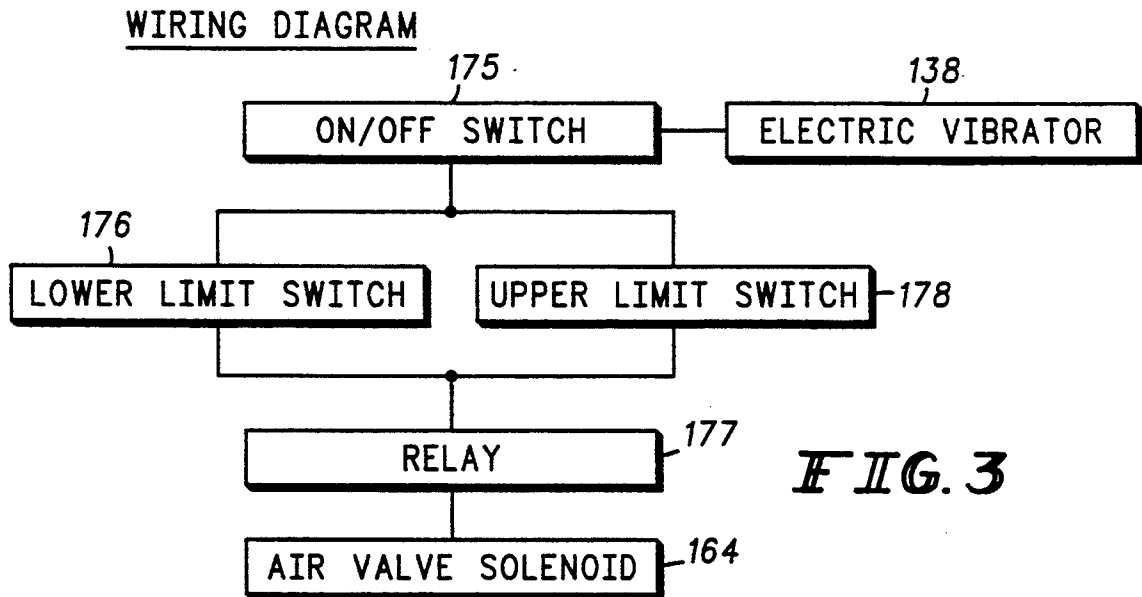 WIRING DIAGRAM
175
138
ON/OFF SWITCH
ELECTRIC VIBRATOR
176
LOWER LIMIT SWITCH
UPPER LIMIT SWITCH
178
RELAY
177
FIG. 3
AIR VALVE SOLENOID
164